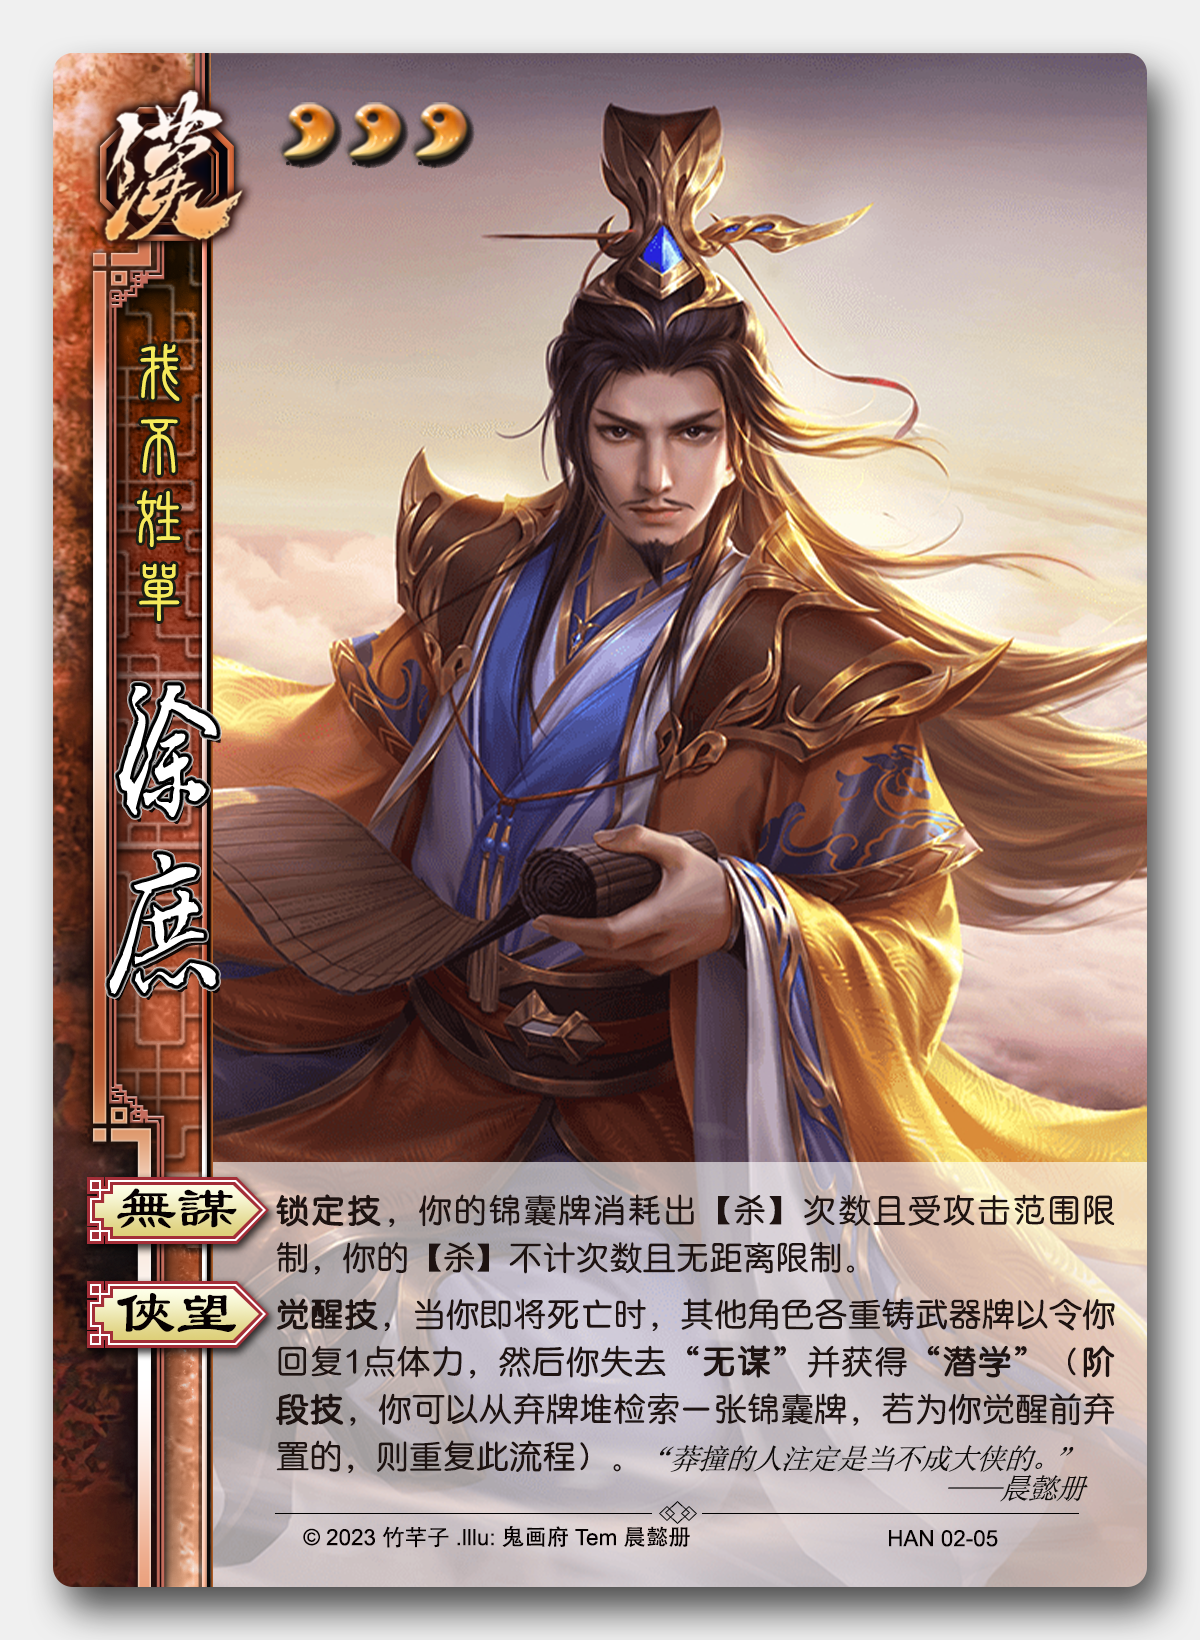 漢
我不姓單
徐庶
無謀
锁定技，你的锦囊牌消耗出【杀】次数且受攻击范围限
制，你的【杀】不计次数且无距离限制。
俠望
觉醒技，当你即将死亡时，其他角色各重铸武器牌以令你
回复1点体力，然后你失去“无谋”并获得“潜学”（阶
段技，你可以从弃牌堆检索一张锦囊牌，若为你觉醒前弃
置的，则重复此流程）。“莽撞的人注定是当不成大侠的。”
——晨懿册
© 2023 竹芊子 .Illu: 鬼画府 Tem 晨懿册
HAN 02-05